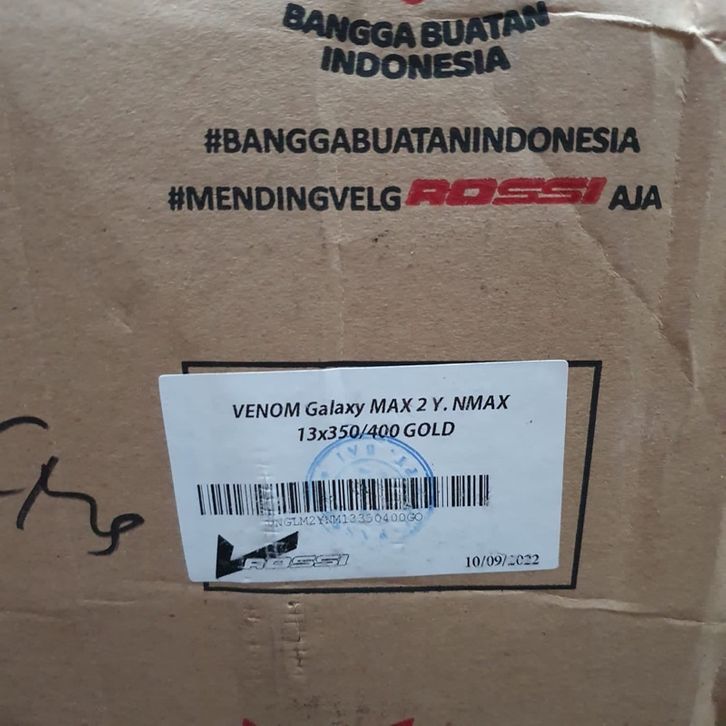 BANGGA BUATAN
INDONESIA
#BANGGABUATANINDONESIA
#MENDINGVELG ROSSI AJA
VENOM Galaxy MAX 2 Y. NMAX
13x350/400 GOLD
VNGLM2YNM13350400GO
ROSSI
10/09/2022